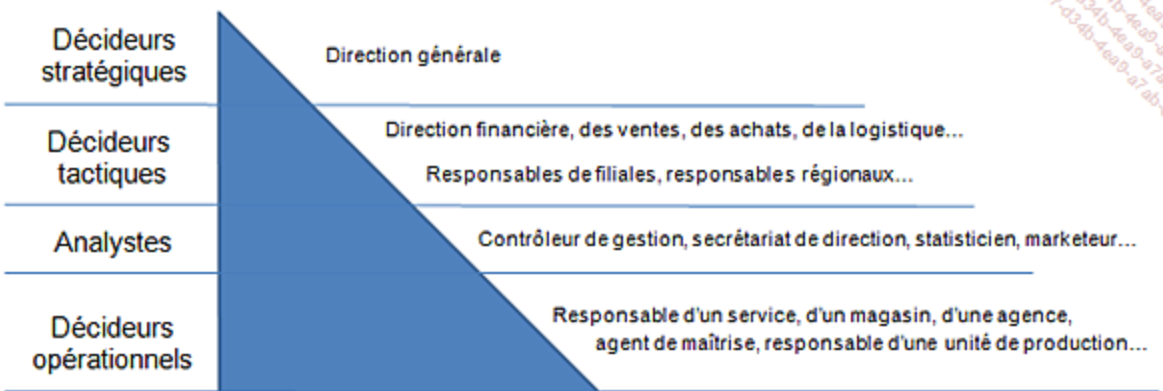 Décideurs
stratégiques
Direction générale
Décideurs
tactiques
Direction financière, des ventes, des achats, de la logistique...
Responsables de filiales, responsables régionaux...
Analystes
Contrôleur de gestion, secrétariat de direction, statisticien, marketeur...
Décideurs
opérationnels
Responsable d'un service, d'un magasin, d'une agence,
agent de maîtrise, responsable d'une unité de production...